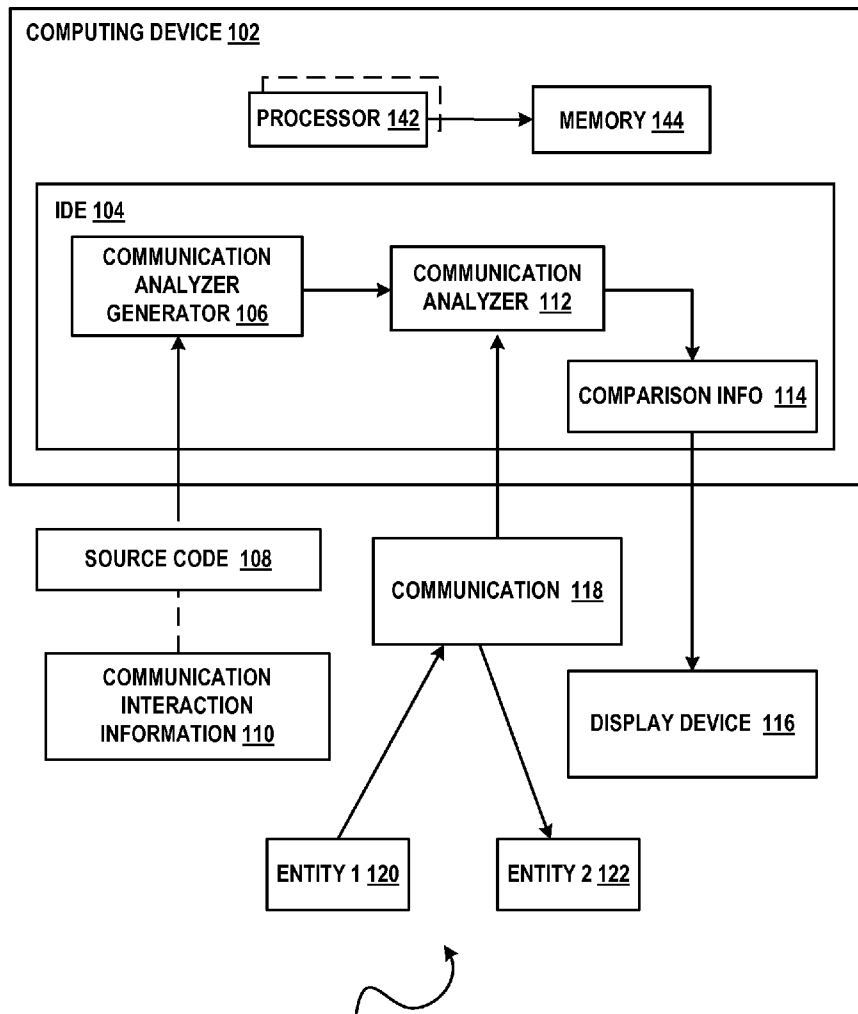 COMPUTING DEVICE 102
PROCESSOR 142
MEMORY 144
IDE 104
COMMUNICATION
ANALYZER
GENERATOR 106
COMMUNICATION
ANALYZER 112
COMPARISON INFO 114
SOURCE CODE 108
COMMUNICATION 118
COMMUNICATION
INTERACTION
INFORMATION 110
DISPLAY DEVICE 116
ENTITY 1 120
ENTITY 2 122